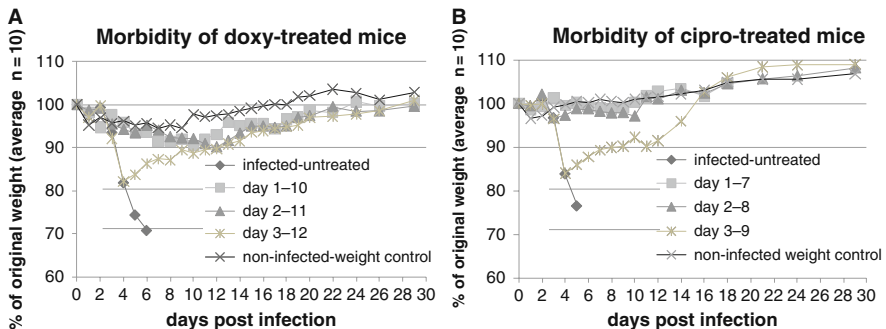 A
Morbidity of doxy-treated mice
% of original weight (average n = 10)
110
100
90
80
70
60
infected-untreated
day 1–10
day 2–11
day 3–12
non-infected-weight control
0 2 4 6 8 10 12 14 16 18 20 22 24 26 28 30
days post infection
B
Morbidity of cipro-treated mice
% of original weight (average n = 10)
110
100
90
80
70
60
infected-untreated
day 1–7
day 2–8
day 3–9
non-infected weight control
0 2 4 6 8 10 12 14 16 18 20 22 24 26 28 30
days post infection